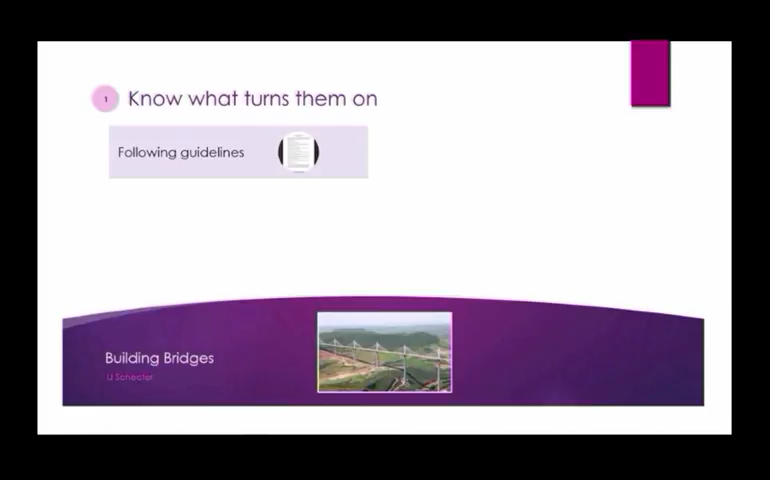 1
Know what turns them on
Following guidelines
Building Bridges
IJ Schecter